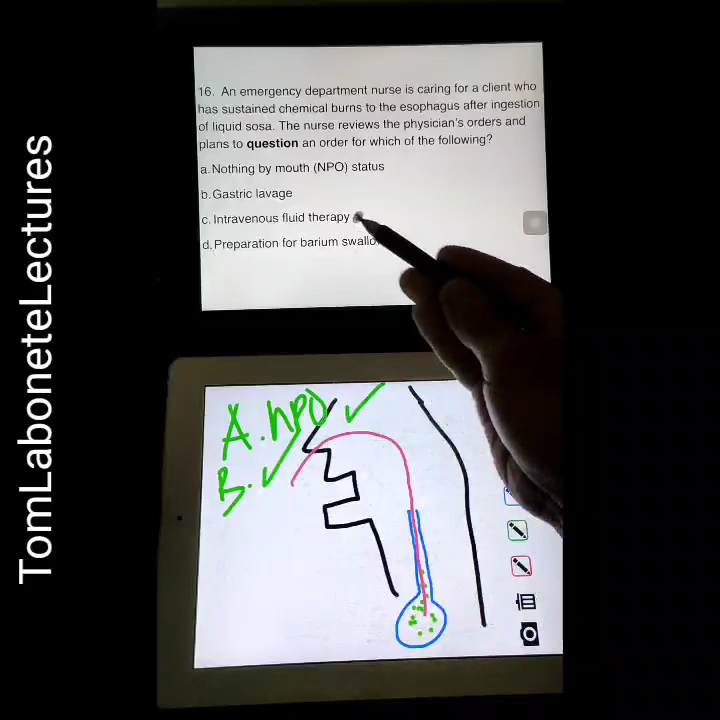 TomLaboneteLectures
16. An emergency department nurse is caring for a client who
has sustained chemical burns to the esophagus after ingestion
of liquid sosa. The nurse reviews the physician's orders and
plans to question an order for which of the following?
a. Nothing by mouth (NPO) status
b. Gastric lavage
c. Intravenous fluid therapy
d. Preparation for barium swallo
A. NPO ✓
B. ✓